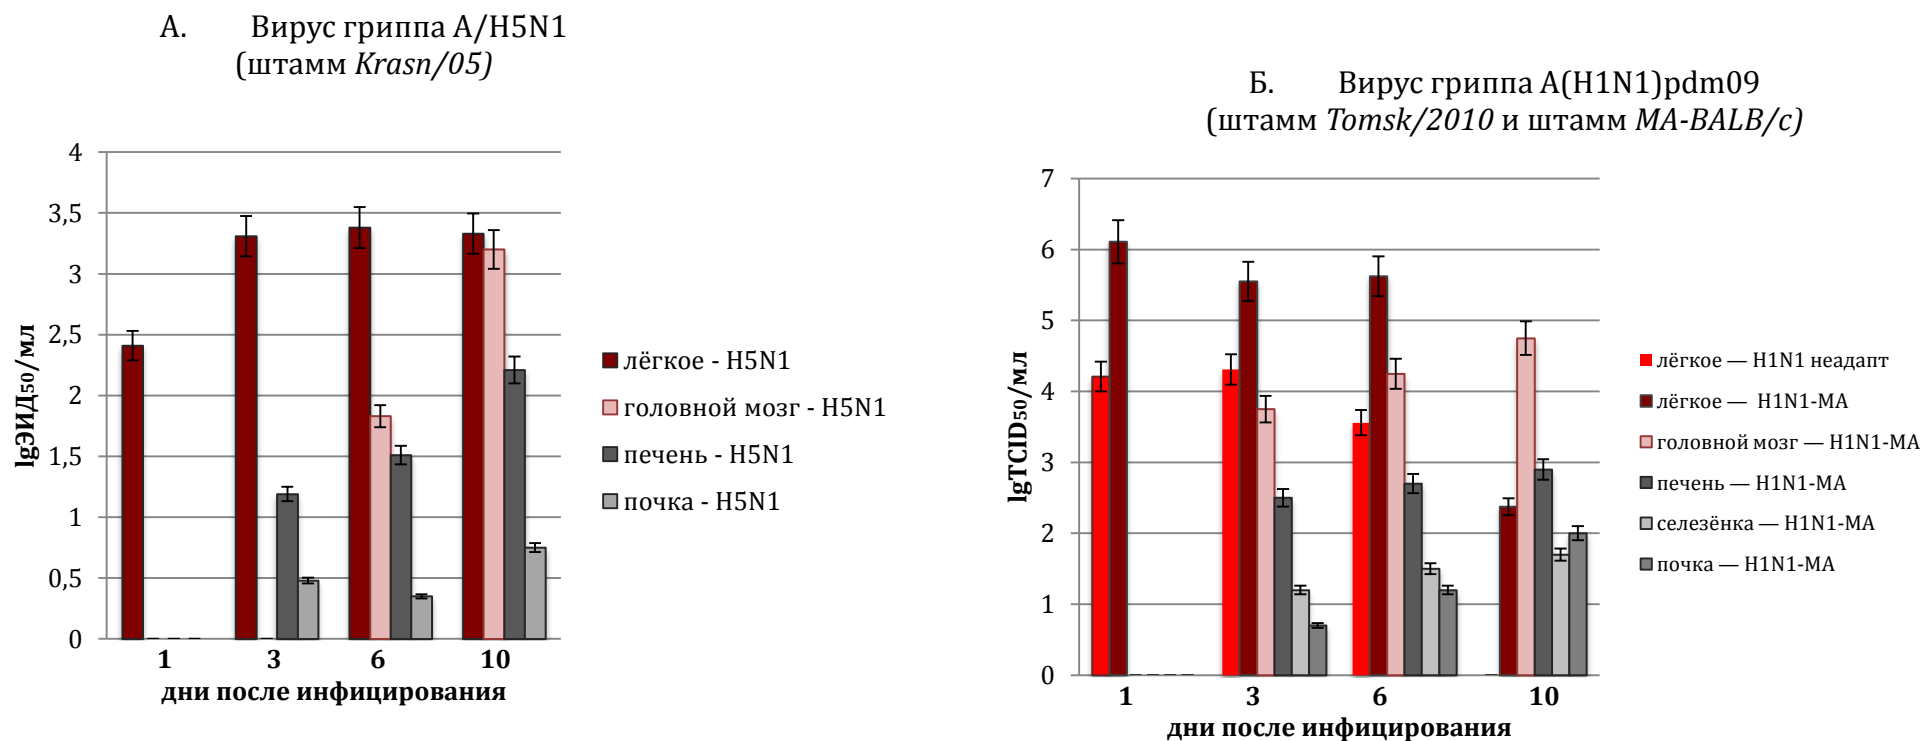 А. Вирус гриппа A/H5N1
(штамм Krasn/05)
4
3,5
3
2,5
2
1,5
1
0,5
0
lgЭИД50/мл
1 3 6 10
дни после инфицирования
лёгкое - H5N1
головной мозг - H5N1
печень - H5N1
почка - H5N1
Б. Вирус гриппа A(H1N1)pdm09
(штамм Tomsk/2010 и штамм MA-BALB/c)
7
6
5
4
3
2
1
0
lgTCID50/мл
1 3 6 10
дни после инфицирования
лёгкое — H1N1 неадапт
лёгкое — H1N1-MA
головной мозг — H1N1-MA
печень — H1N1-MA
селезёнка — H1N1-MA
почка — H1N1-MA